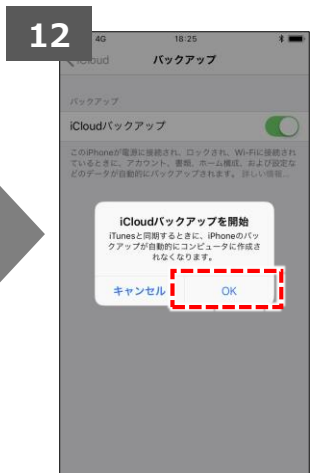 12
4G 18:25
iCloud バックアップ
バックアップ
iCloudバックアップ
このiPhoneが電源に接続され、ロックされ、Wi-Fiに接続され
ているときに、アカウント、書類、ホーム構成、および設定な
どのデータが自動的にバックアップされます。詳しい情報...
iCloudバックアップを開始
iTunesと同期するときに、iPhoneのバッ
クアップが自動的にコンピュータに作成さ
れなくなります。
キャンセル OK